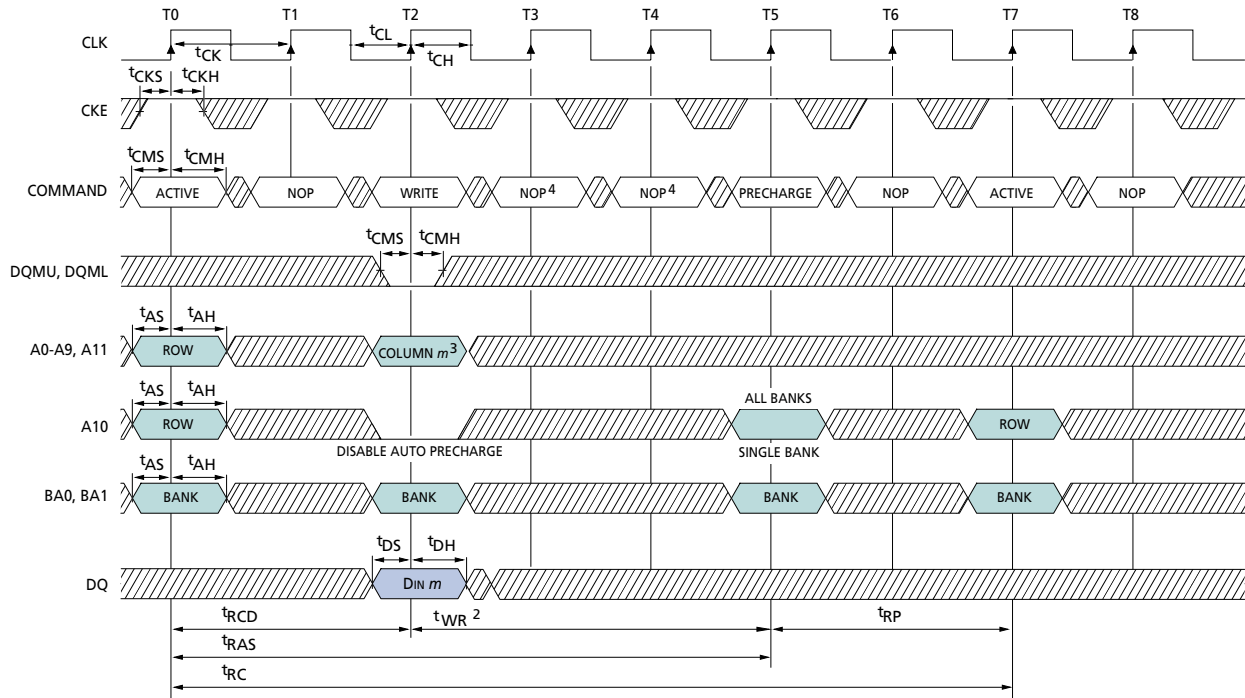 T0 T1 T2 T3 T4 T5 T6 T7 T8
CLK
tCK tCL tCH
tCKS tCKH
CKE
tCMS tCMH
COMMAND ACTIVE NOP WRITE NOP4 NOP4 PRECHARGE NOP ACTIVE NOP
tCMS tCMH
DQMU, DQML
tAS tAH
A0-A9, A11 ROW COLUMN m3
tAS tAH ALL BANKS
A10 ROW ROW
DISABLE AUTO PRECHARGE SINGLE BANK
tAS tAH
BA0, BA1 BANK BANK BANK BANK
tDS tDH
DQ DIN m
tRCD tWR 2 tRP
tRAS
tRC